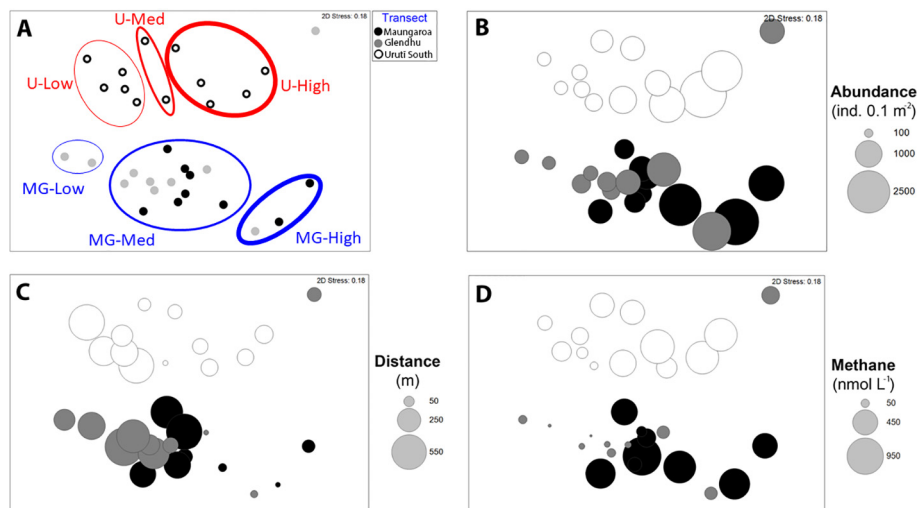 A
2D Stress: 0.18
Transect
Maungaroa
Glendhu
Uruti South
U-Med
U-Low
U-High
MG-Low
MG-Med
MG-High
B
2D Stress: 0.18
Abundance
(ind. 0.1 m⁻²)
100
1000
2500
C
2D Stress: 0.18
Distance
(m)
50
250
550
D
2D Stress: 0.18
Methane
(nmol L⁻¹)
50
450
950